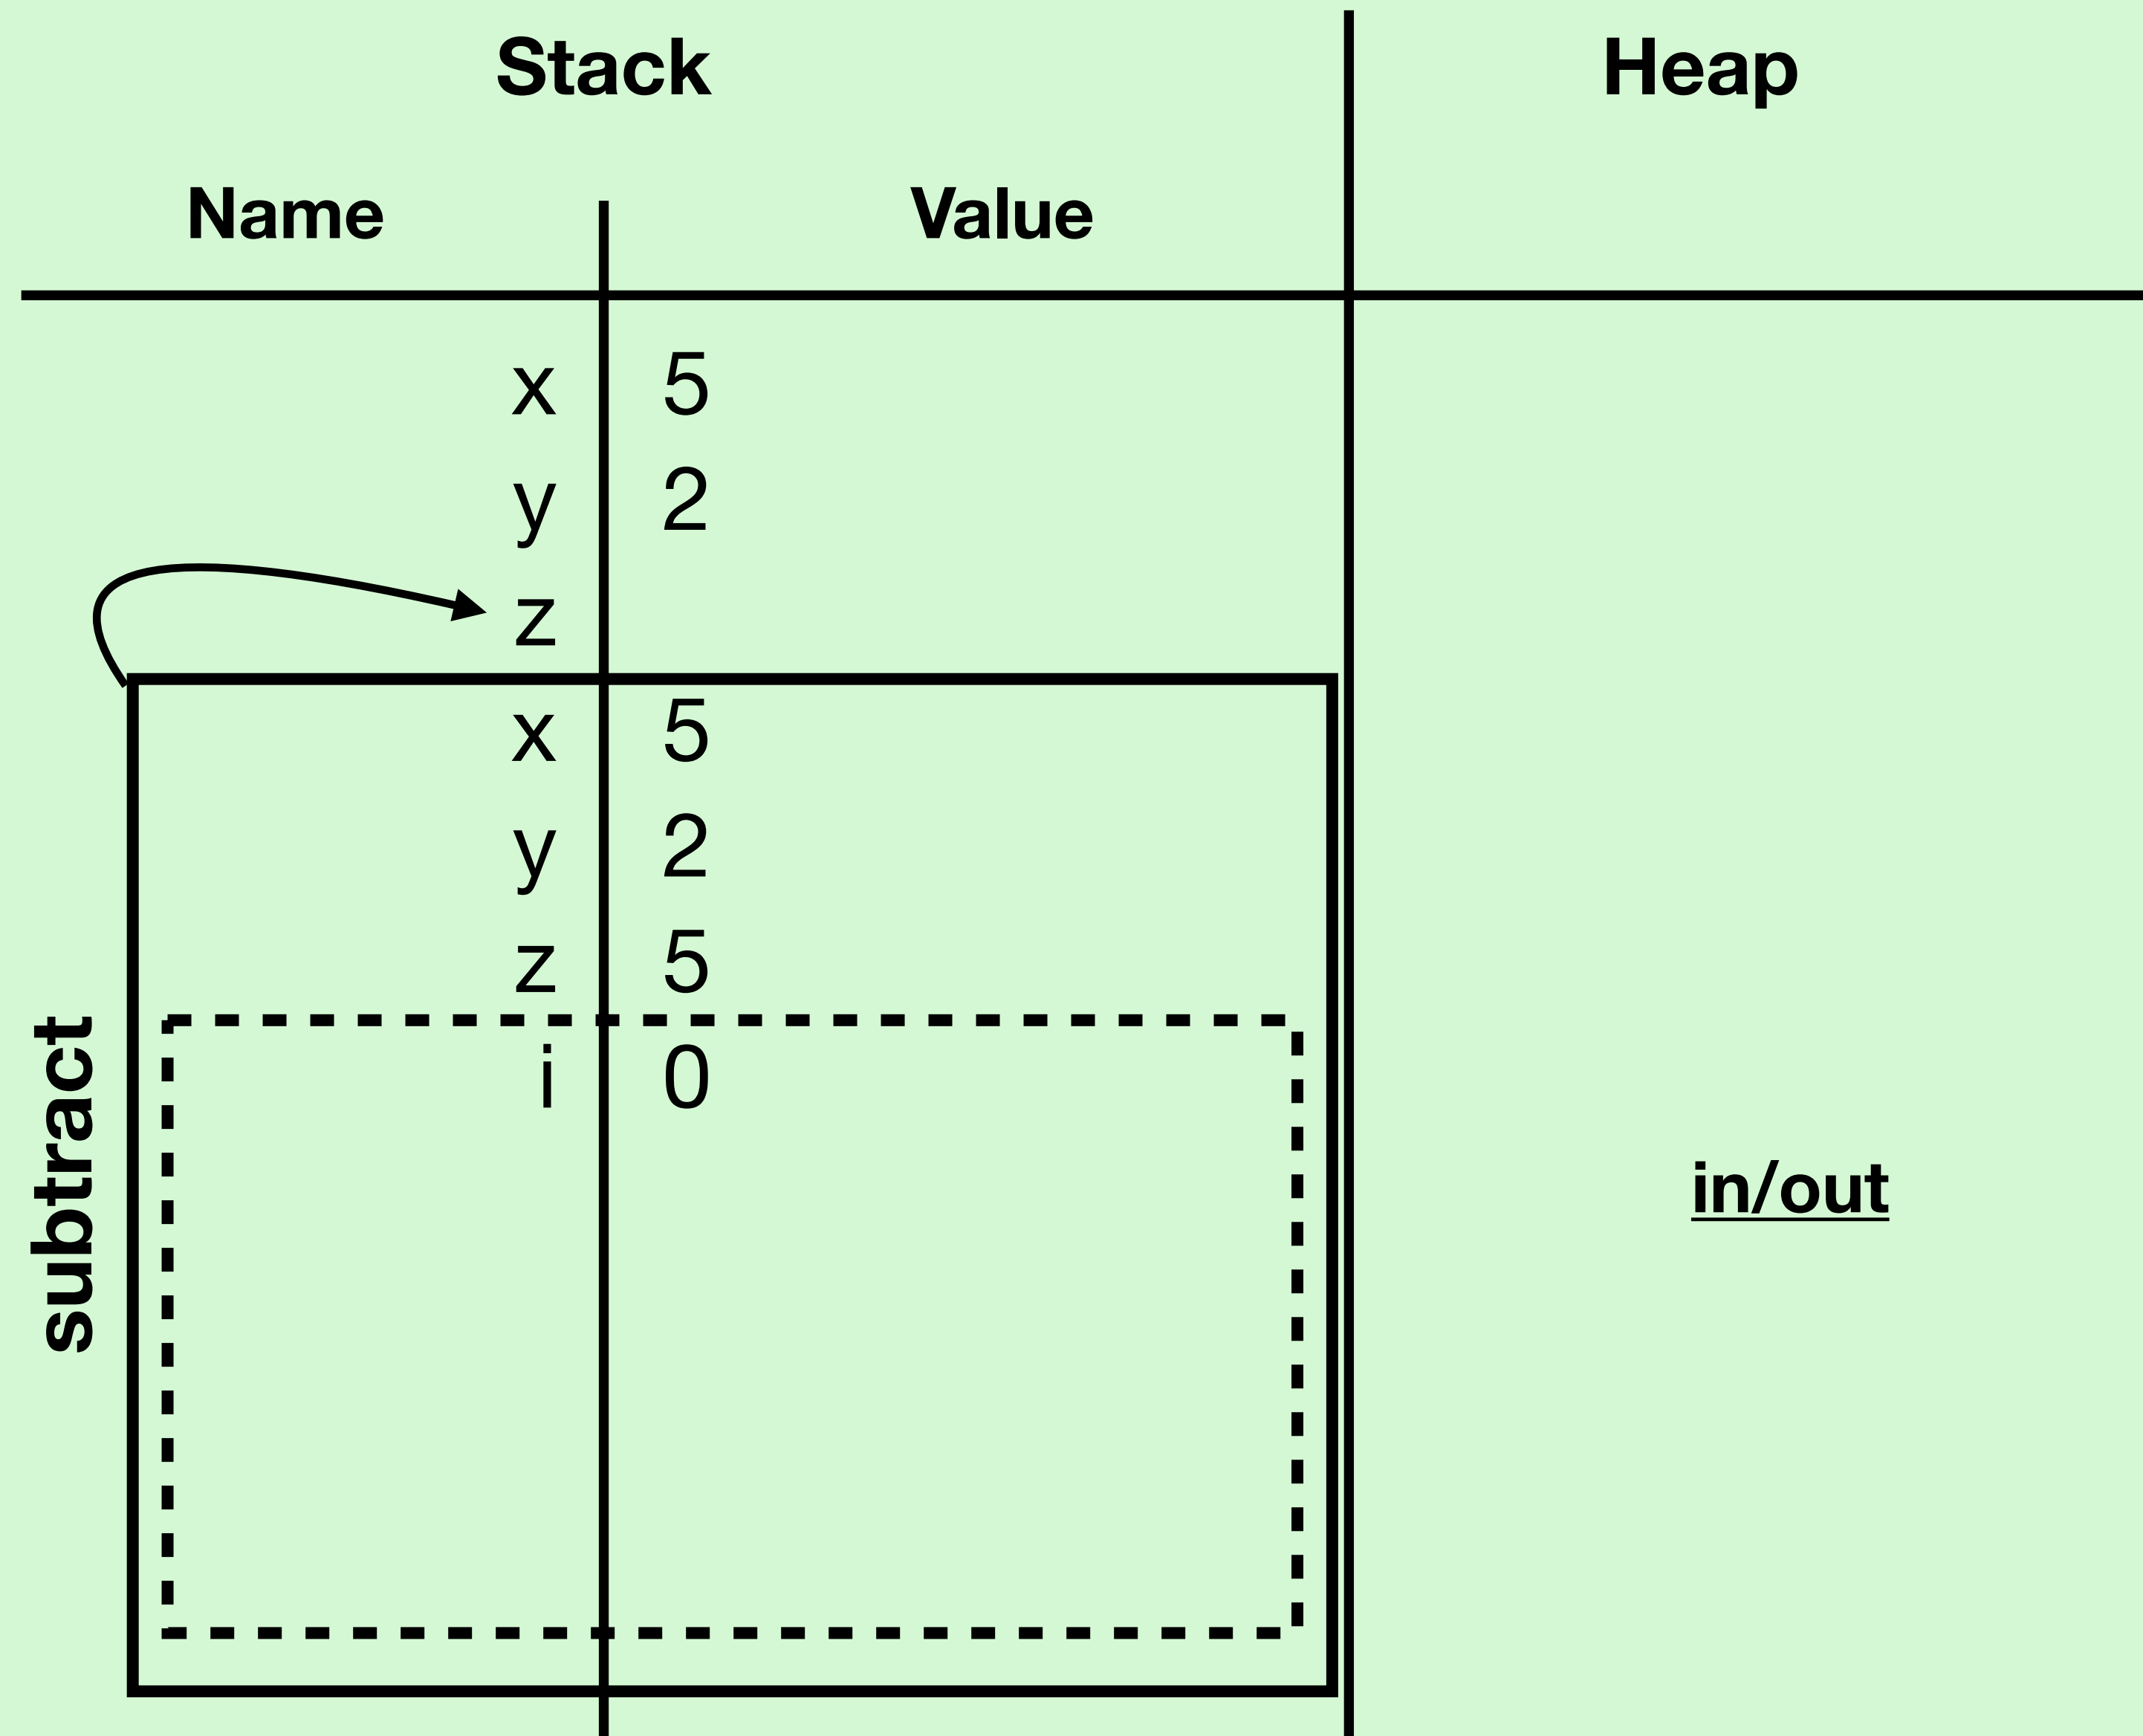 Stack Heap
Name Value
x 5
y 2
z
x 5
y 2
z 5
i 0
subtract
in/out